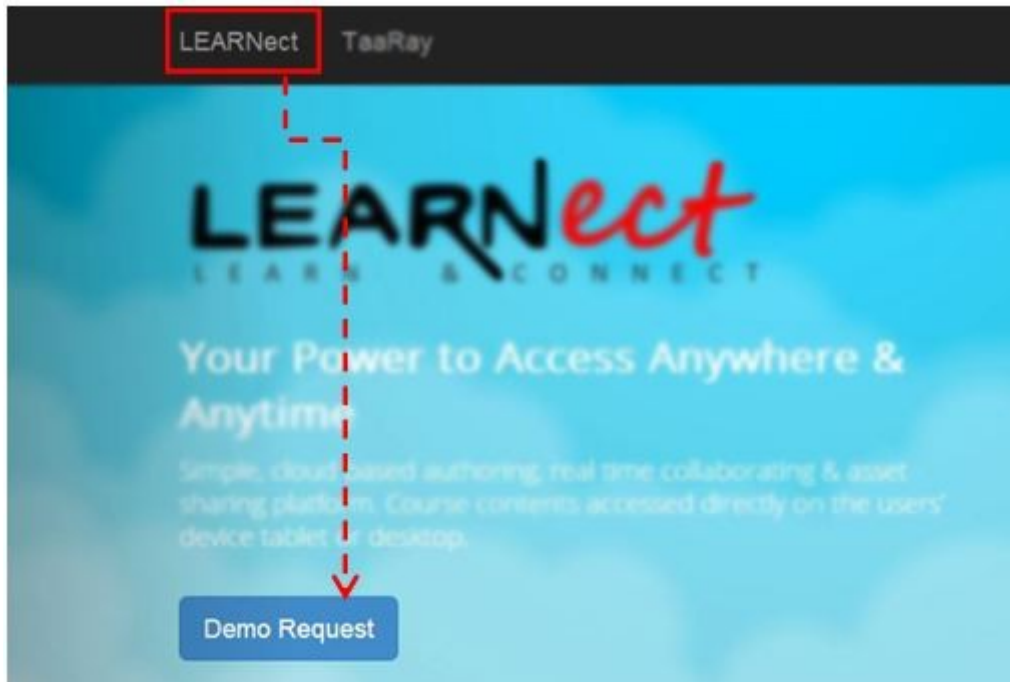 LEARNect TaaRay
LEARNect
LEARN & CONNECT
Your Power to Access Anywhere &
Anytime
Simple, cloud based authoring, real time collaborating & asset
sharing platform. Course contents accessed directly on the users'
device tablet or desktop.
Demo Request